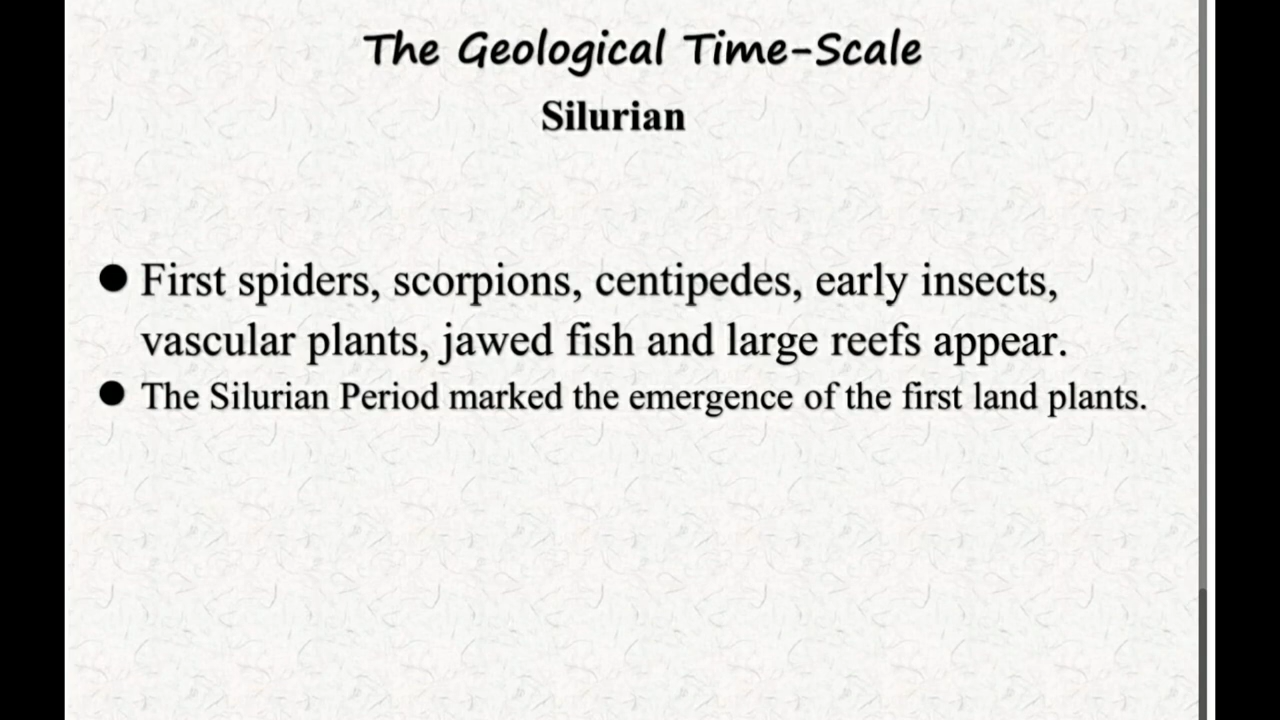 The Geological Time-Scale
Silurian
● First spiders, scorpions, centipedes, early insects,
vascular plants, jawed fish and large reefs appear.
● The Silurian Period marked the emergence of the first land plants.